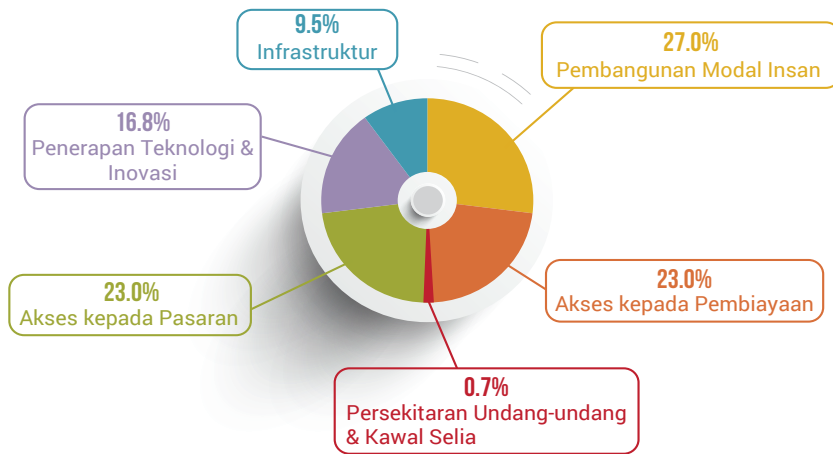 9.5%
Infrastruktur
27.0%
Pembangunan Modal Insan
16.8%
Penerapan Teknologi &
Inovasi
23.0%
Akses kepada Pasaran
23.0%
Akses kepada Pembiayaan
0.7%
Persekitaran Undang-undang
& Kawal Selia